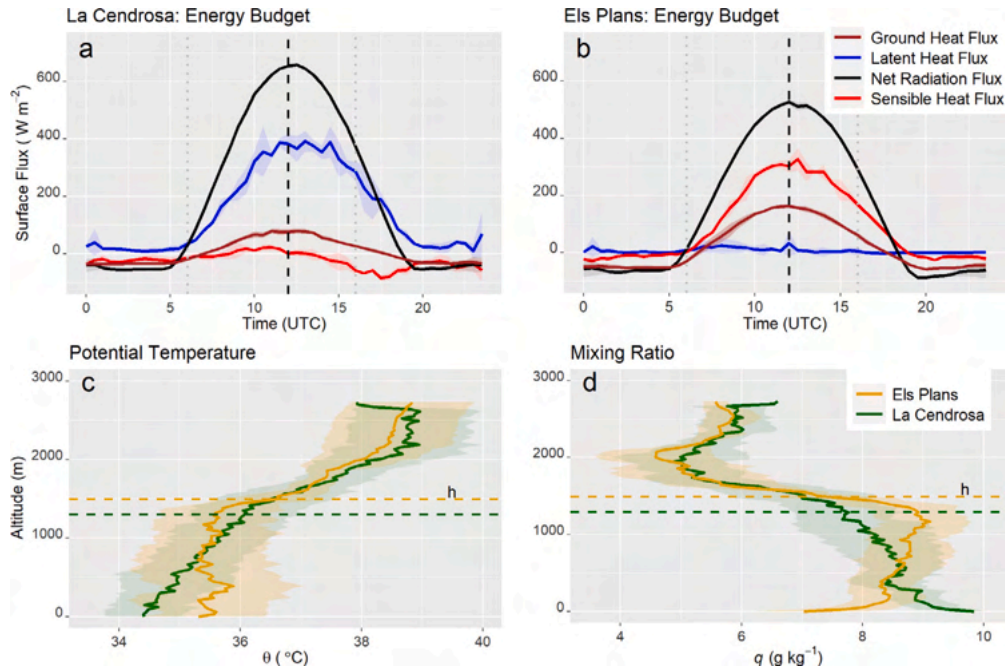 La Cendrosa: Energy Budget
a
Surface Flux ( W m⁻²)
600
400
200
0
0 5 10 15 20
Time (UTC)
Els Plans: Energy Budget
b
Ground Heat Flux
Latent Heat Flux
Net Radiation Flux
Sensible Heat Flux
600
400
200
0
0 5 10 15 20
Time (UTC)
Potential Temperature
c
Altitude (m)
3000
2000
1000
0
h
34 36 38 40
θ ( °C)
Mixing Ratio
d
Els Plans
La Cendrosa
3000
2000
1000
0
h
4 6 8 10
q (g kg⁻¹)